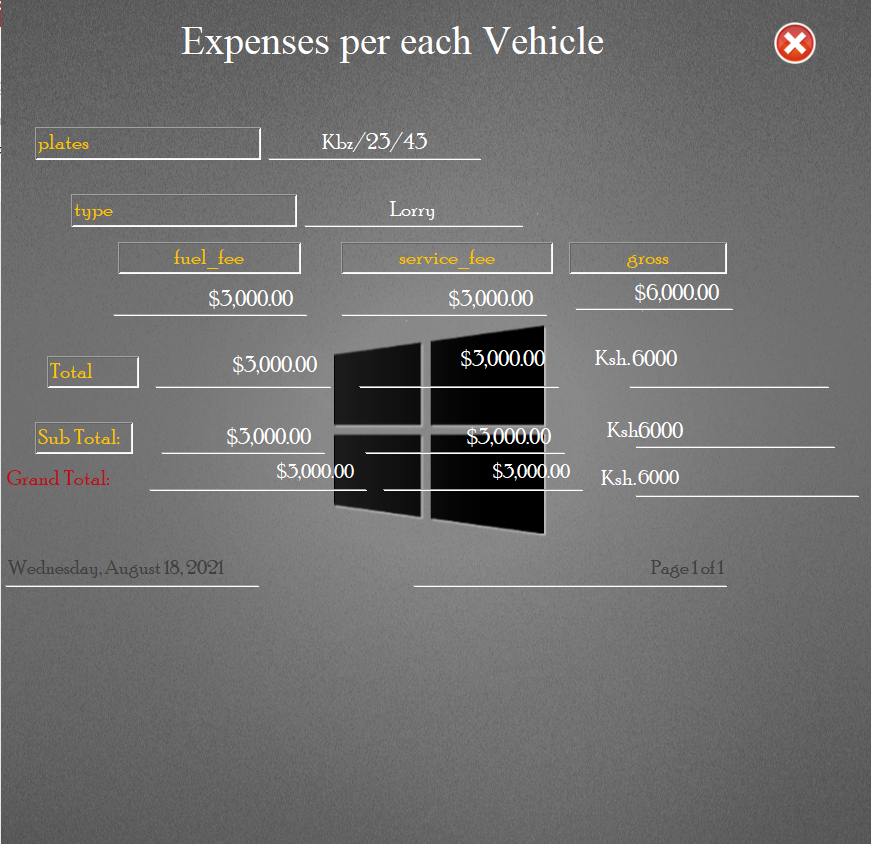 Expenses per each Vehicle
plates Kbz/23/43
type Lorry
fuel_fee service_fee gross
$3,000.00 $3,000.00 $6,000.00
Total $3,000.00 $3,000.00 Ksh.6000
Sub Total: $3,000.00 $3,000.00 Ksh6000
Grand Total: $3,000.00 $3,000.00 Ksh.6000
Wednesday, August 18, 2021 Page 1 of 1